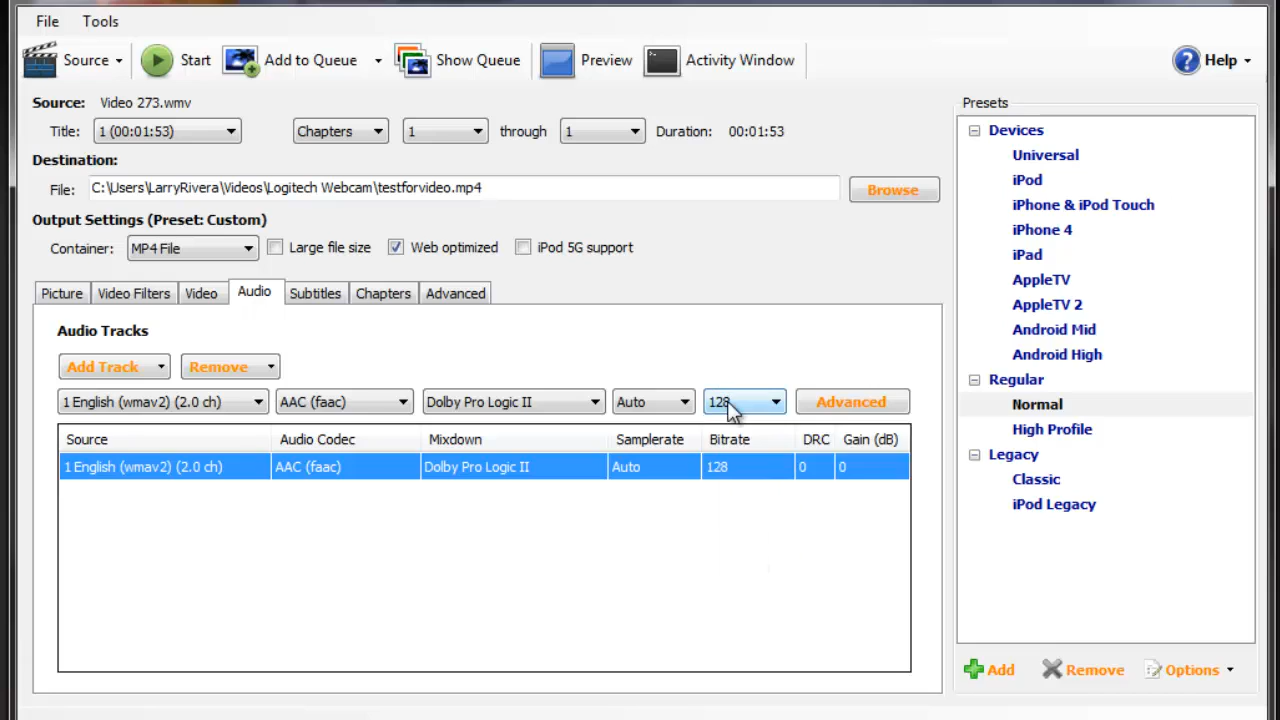 File Tools
Source Start Add to Queue Show Queue Preview Activity Window Help
Source: Video 273.wmv
Title: 1 (00:01:53) Chapters 1 through 1 Duration: 00:01:53
Destination:
File: C:\Users\LarryRivera\Videos\Logitech Webcam\testforvideo.mp4 Browse
Output Settings (Preset: Custom)
Container: MP4 File Large file size Web optimized iPod 5G support
Picture Video Filters Video Audio Subtitles Chapters Advanced
Audio Tracks
Add Track Remove
1 English (wmav2) (2.0 ch) AAC (faac) Dolby Pro Logic II Auto 128 Advanced
Source Audio Codec Mixdown Samplerate Bitrate DRC Gain (dB)
1 English (wmav2) (2.0 ch) AAC (faac) Dolby Pro Logic II Auto 128 0 0
Presets
Devices
Universal
iPod
iPhone & iPod Touch
iPhone 4
iPad
AppleTV
AppleTV 2
Android Mid
Android High
Regular
Normal
High Profile
Legacy
Classic
iPod Legacy
Add Remove Options